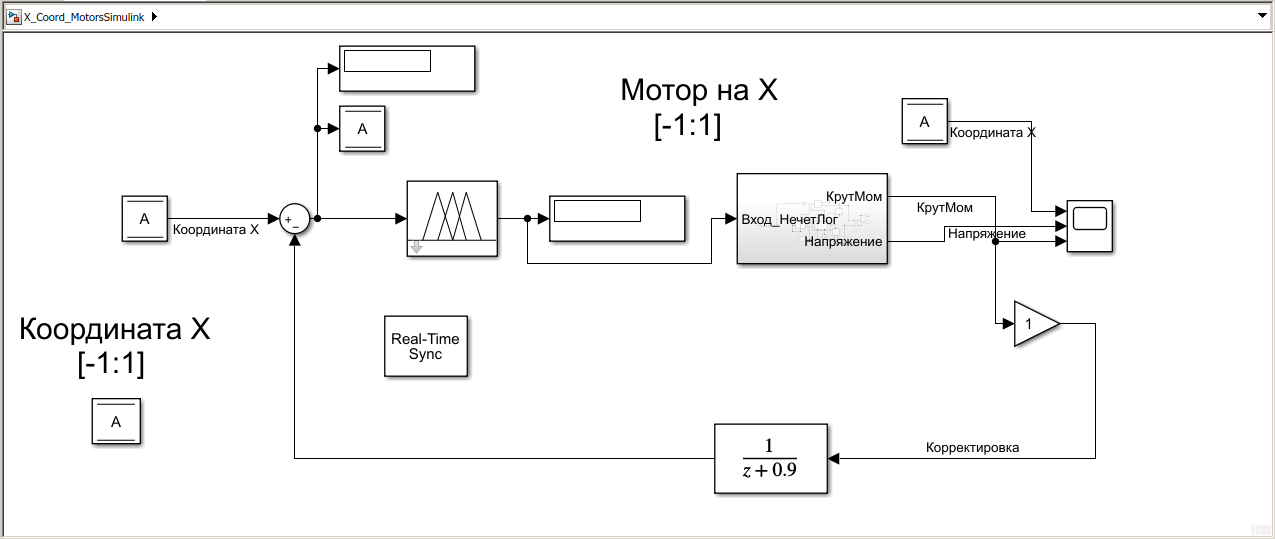 X_Coord_MotorsSimulink
Мотор на X
[-1:1]
A
A
Координата X
A
Координата X
+
−
КрутМом
Вход_НечетЛог
Напряжение
КрутМом
Напряжение
Координата X
[-1:1]
Real-Time
Sync
1
A
1
z + 0.9
Корректировка